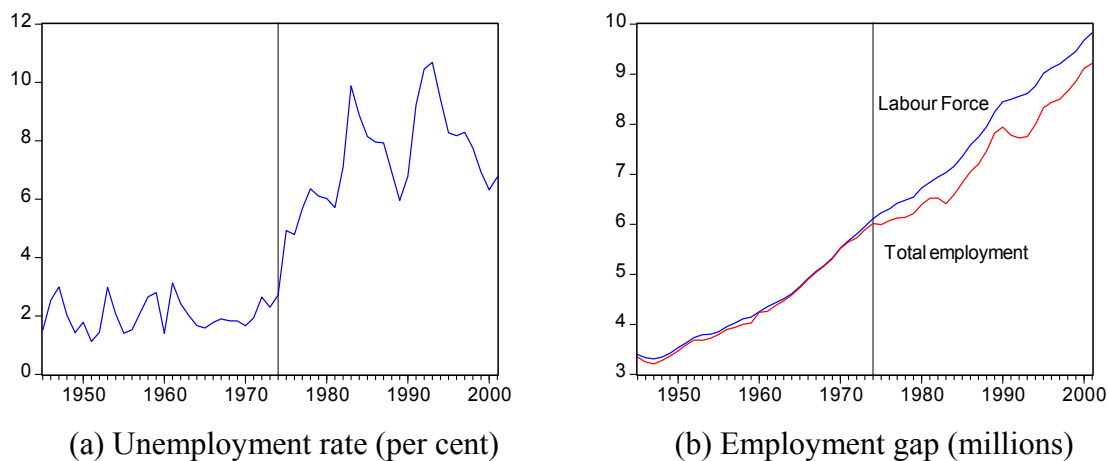 12
10
8
6
4
2
0
1950 1960 1970 1980 1990 2000
(a) Unemployment rate (per cent)
10
9
8
7
6
5
4
3
Labour Force
Total employment
1950 1960 1970 1980 1990 2000
(b) Employment gap (millions)